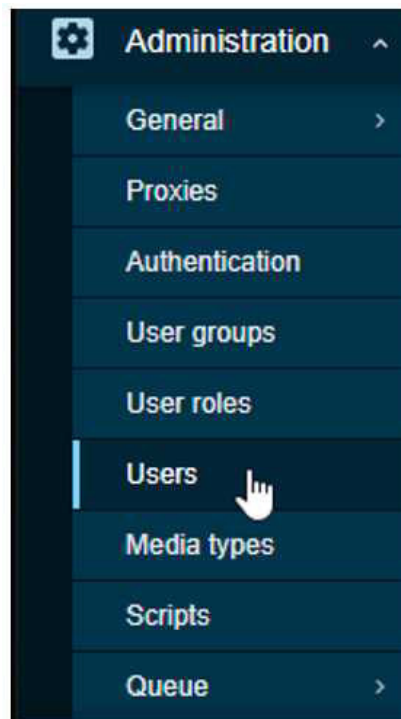 Administration
General
Proxies
Authentication
User groups
User roles
Users
Media types
Scripts
Queue